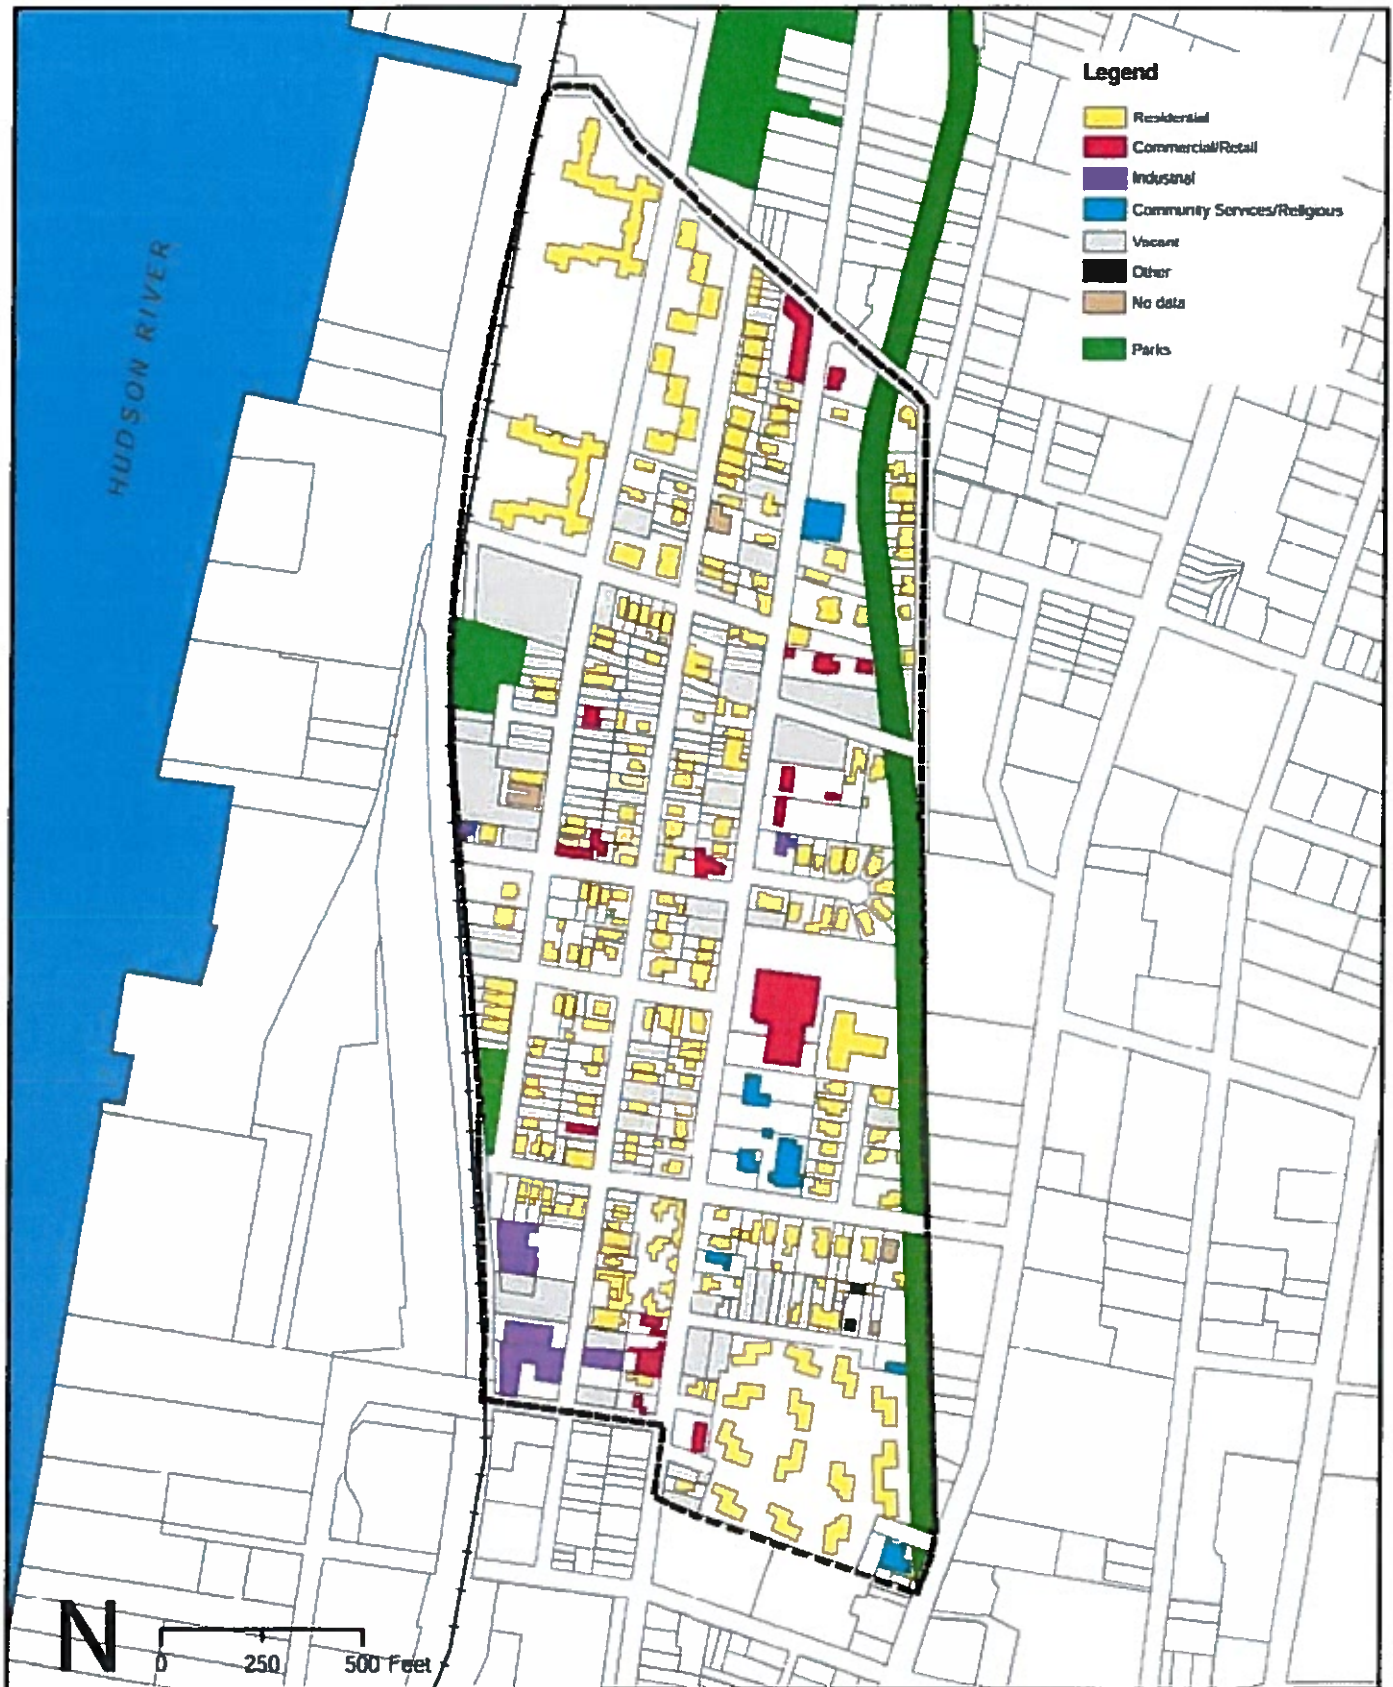 Legend
Residential
Commercial/Retail
Industrial
Community Services/Religious
Vacant
Other
No data
Parks
HUDSON RIVER
N
0 250 500 Feet